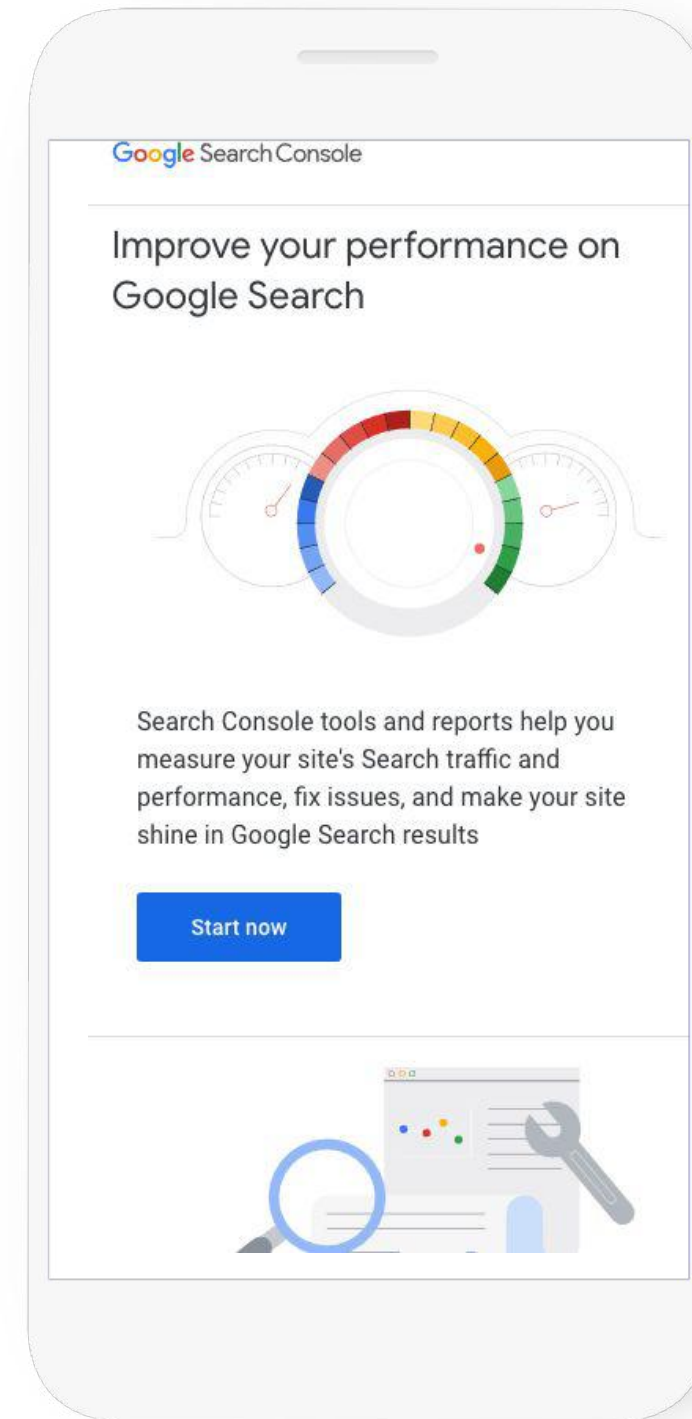 Google Search Console
Improve your performance on
Google Search
Search Console tools and reports help you
measure your site's Search traffic and
performance, fix issues, and make your site
shine in Google Search results
Start now